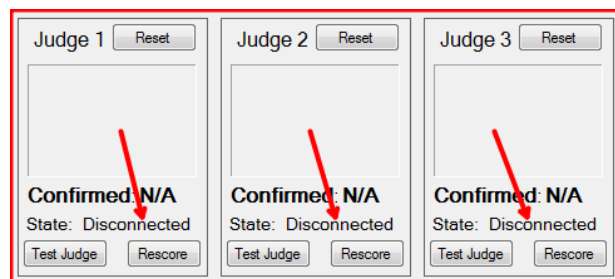 Judge 1 Reset
Confirmed: N/A
State: Disconnected
Test Judge Rescore
Judge 2 Reset
Confirmed: N/A
State: Disconnected
Test Judge Rescore
Judge 3 Reset
Confirmed: N/A
State: Disconnected
Test Judge Rescore